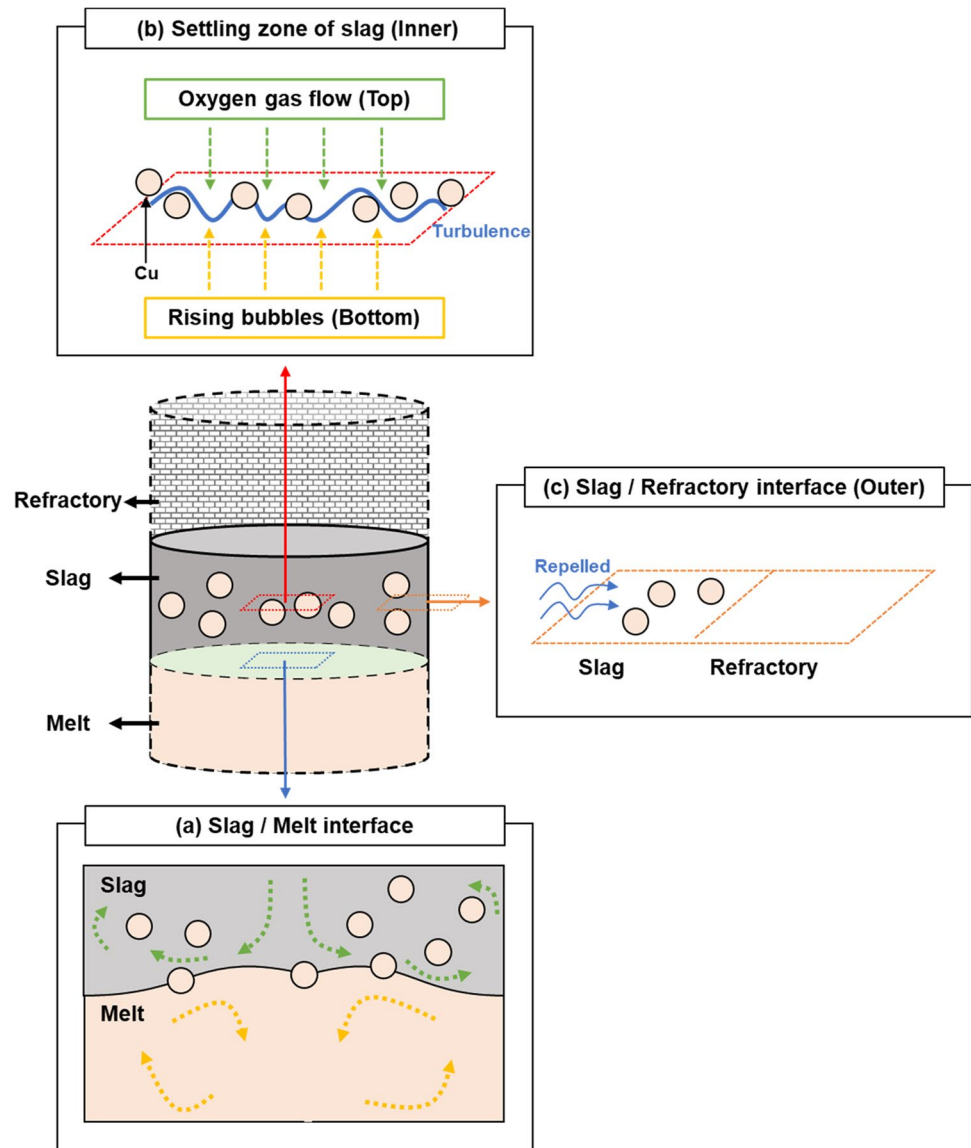 (b) Settling zone of slag (Inner)
Oxygen gas flow (Top)
Turbulence
Cu
Rising bubbles (Bottom)
Refractory
Slag
Melt
(c) Slag / Refractory interface (Outer)
Repelled
Slag
Refractory
(a) Slag / Melt interface
Slag
Melt